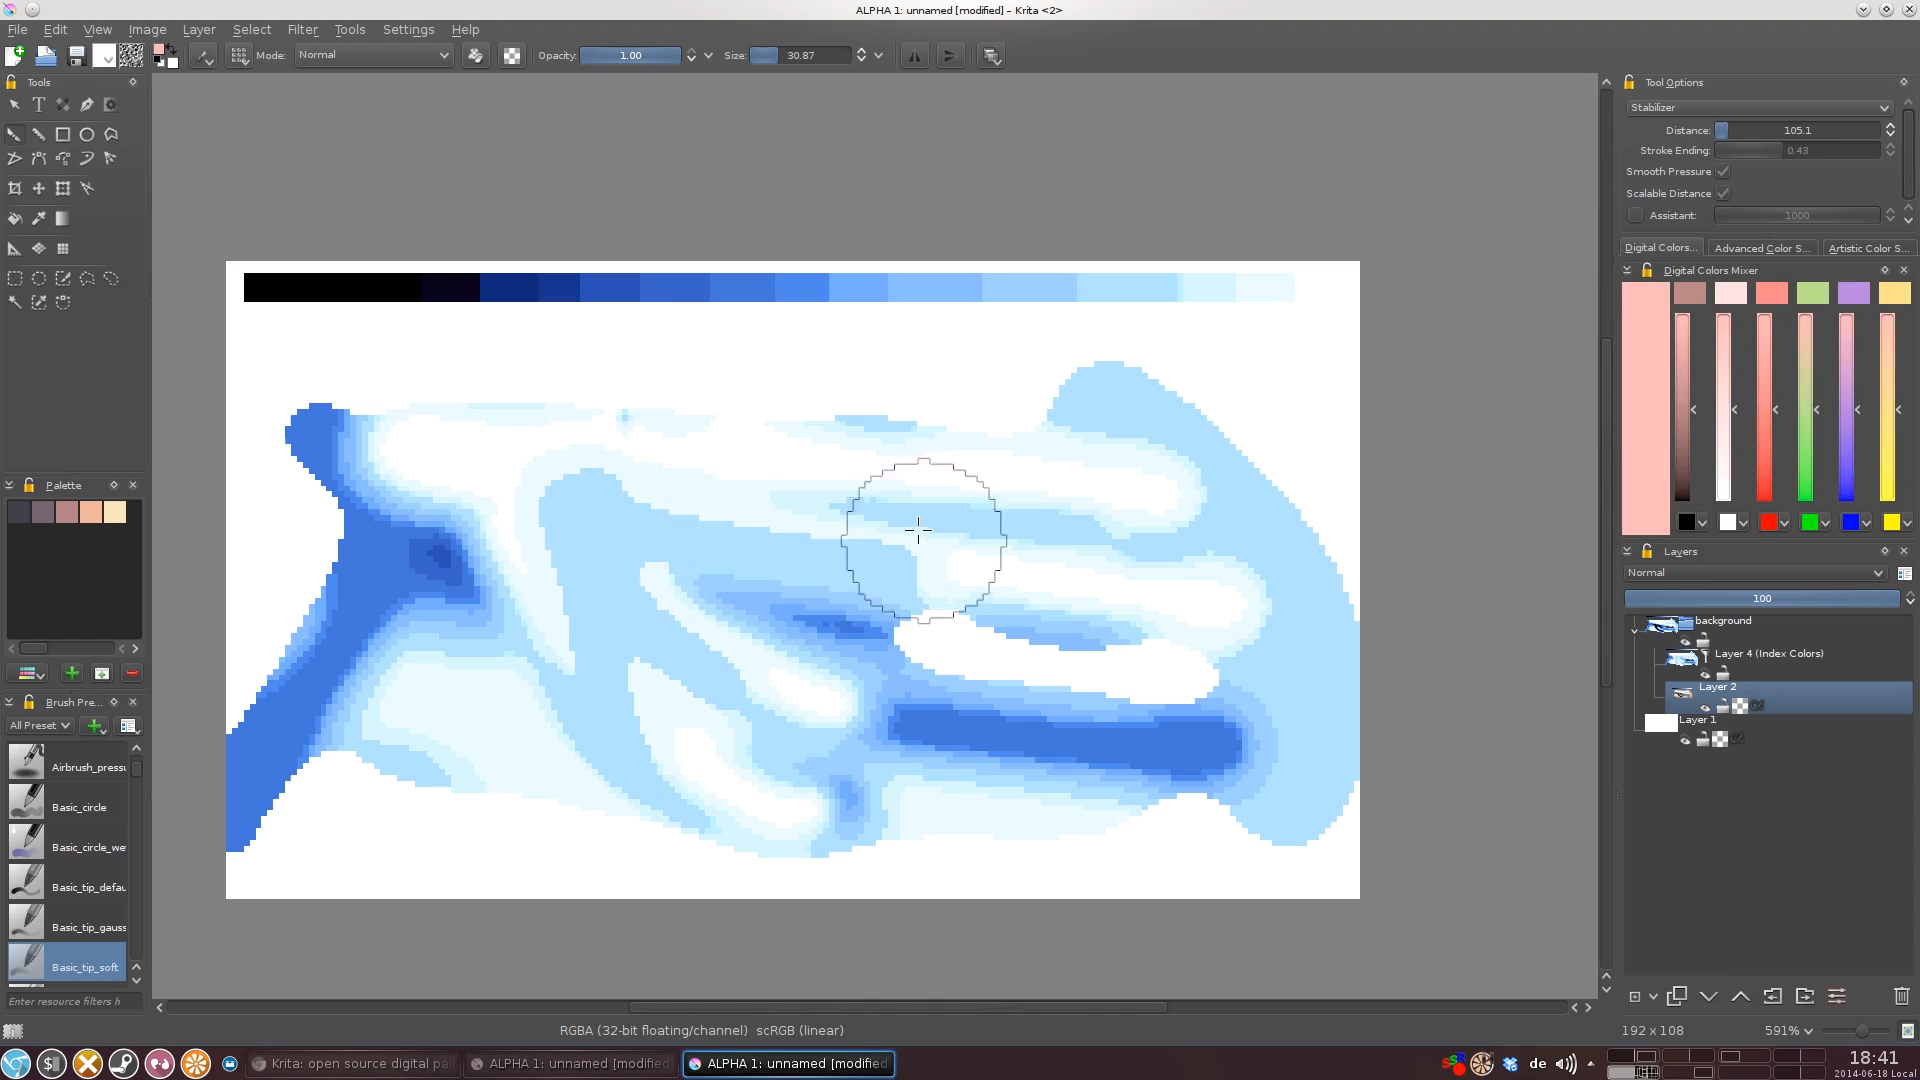 ALPHA 1: unnamed [modified] – Krita <2>
File Edit View Image Layer Select Filter Tools Settings Help
Mode: Normal Opacity: 1.00 Size: 30.87
Tools
Tool Options
Stabilizer
Distance: 105.1
Stroke Ending: 0.43
Smooth Pressure
Scalable Distance
Assistant: 1000
Digital Colors... Advanced Color S... Artistic Color S...
Digital Colors Mixer
Palette
Layers
Normal
100
background
Layer 4 (Index Colors)
Layer 2
Layer 1
Brush Pre...
All Preset
Airbrush_pressu
Basic_circle
Basic_circle_we
Basic_tip_defau
Basic_tip_gauss
Basic_tip_soft
Enter resource filters h
RGBA (32-bit floating/channel) scRGB (linear)
192 x 108
591%
Krita: open source digital pa
ALPHA 1: unnamed [modified
ALPHA 1: unnamed [modified
de
18:41
2014-06-18 Local